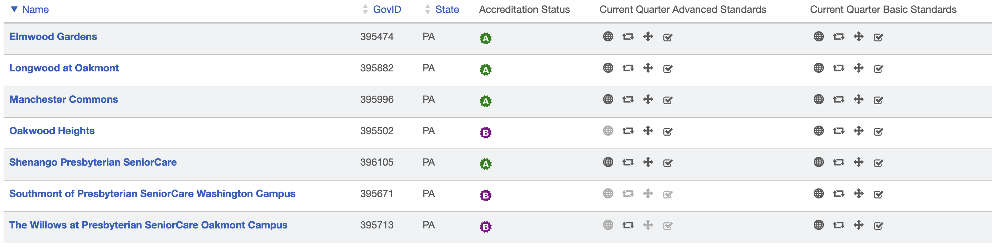 Name GovID State Accreditation Status Current Quarter Advanced Standards Current Quarter Basic Standards
Elmwood Gardens 395474 PA A
Longwood at Oakmont 395882 PA A
Manchester Commons 395996 PA A
Oakwood Heights 395502 PA B
Shenango Presbyterian SeniorCare 396105 PA A
Southmont of Presbyterian SeniorCare Washington Campus 395671 PA B
The Willows at Presbyterian SeniorCare Oakmont Campus 395713 PA B